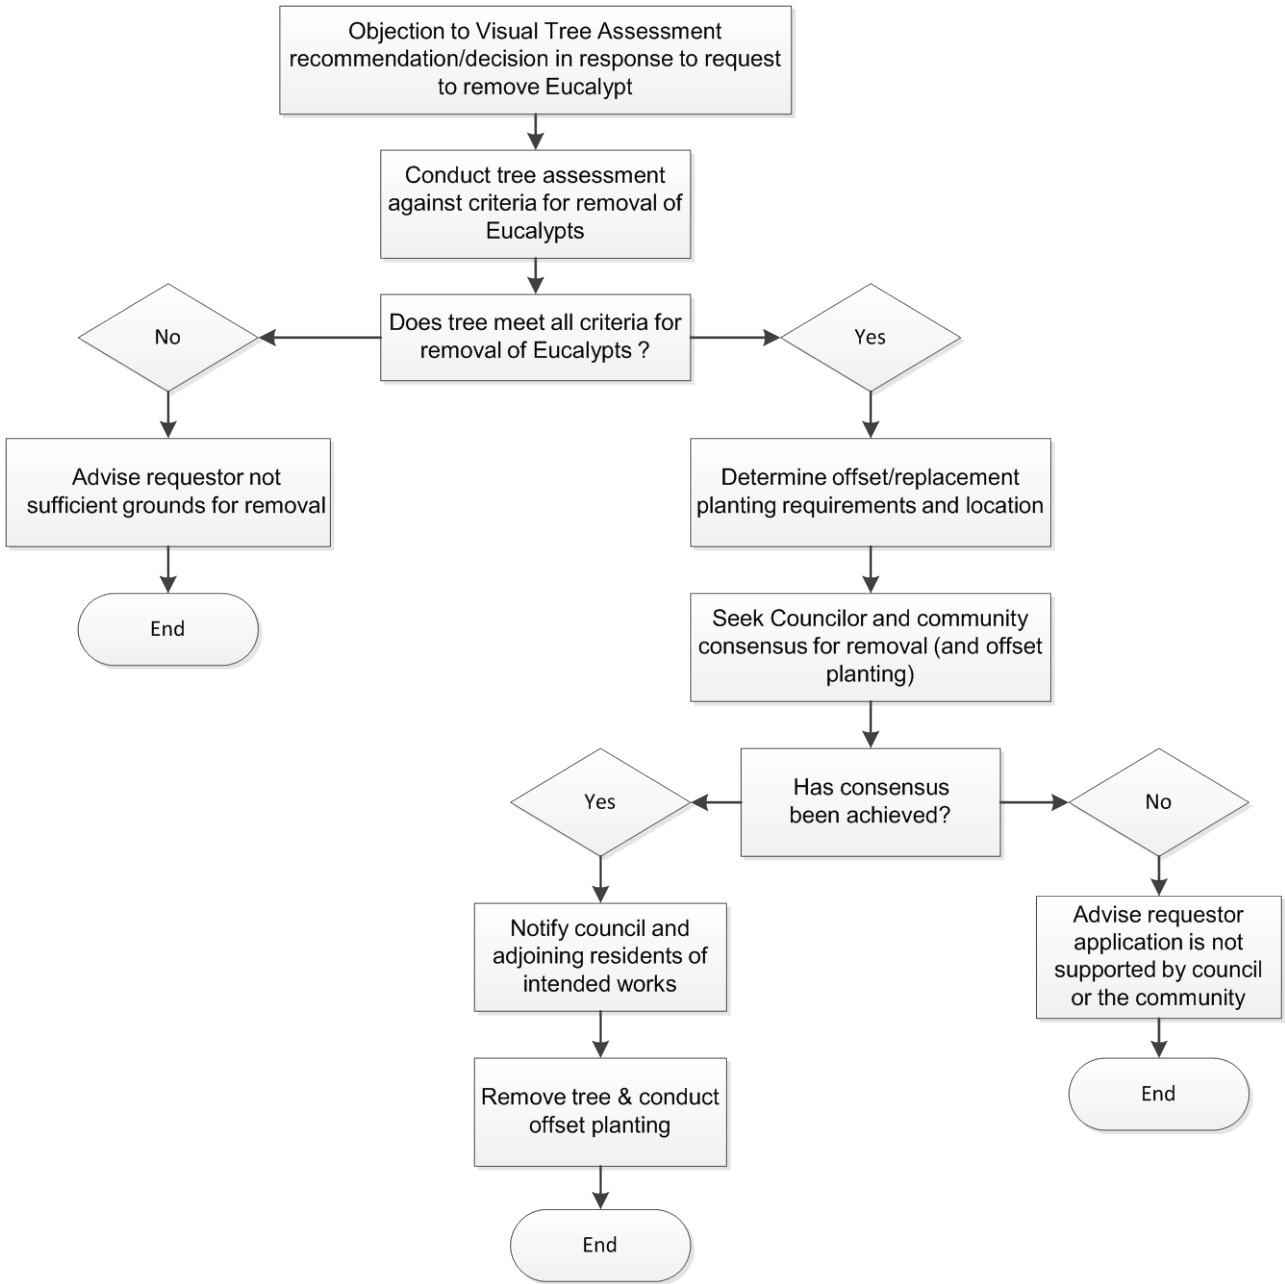 Objection to Visual Tree Assessment
recommendation/decision in response to request
to remove Eucalypt
Conduct tree assessment
against criteria for removal of
Eucalypts
No
Does tree meet all criteria for
removal of Eucalypts ?
Yes
Advise requestor not
sufficient grounds for removal
Determine offset/replacement
planting requirements and location
End
Seek Councilor and community
consensus for removal (and offset
planting)
Yes
Has consensus
been achieved?
No
Notify council and
adjoining residents of
intended works
Advise requestor
application is not
supported by council
or the community
Remove tree & conduct
offset planting
End
End